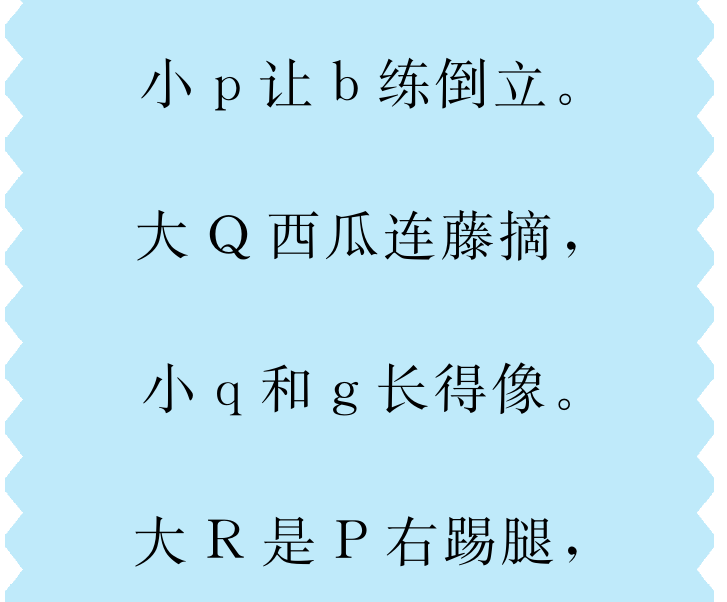 小 p 让 b 练倒立。
大 Q 西瓜连藤摘，
小 q 和 g 长得像。
大 R 是 P 右踢腿，